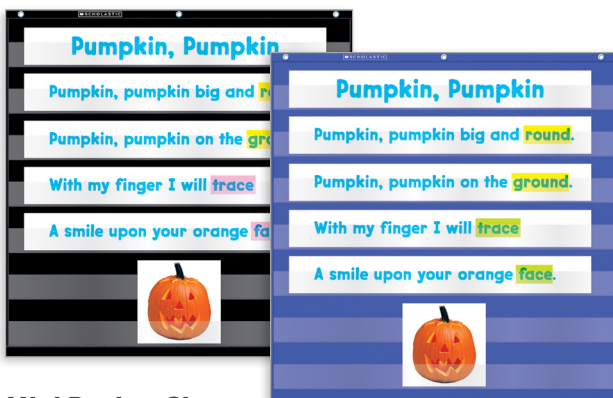 SCHOLASTIC
Pumpkin, Pumpkin
Pumpkin, pumpkin big and
Pumpkin, pumpkin on the
With my finger I will trace
A smile upon your orange
SCHOLASTIC
Pumpkin, Pumpkin
Pumpkin, pumpkin big and round.
Pumpkin, pumpkin on the ground.
With my finger I will trace
A smile upon your orange face.